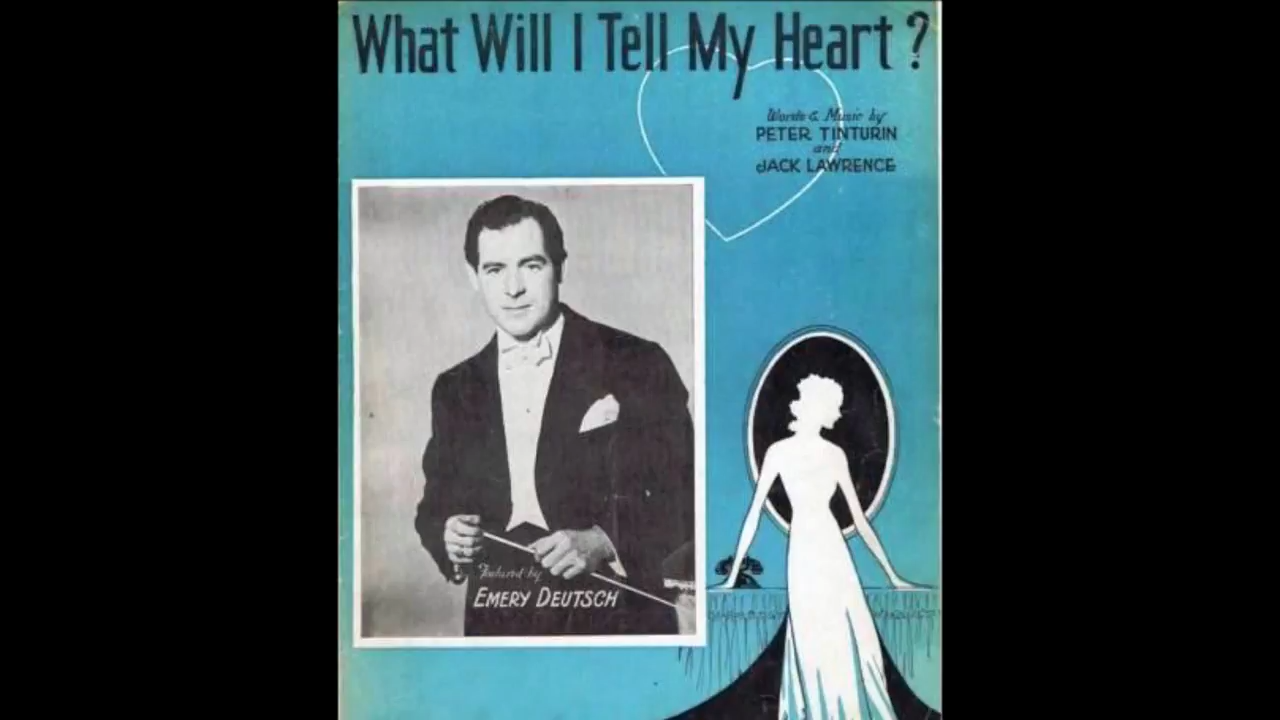 What Will I Tell My Heart?
Words & Music by
PETER TINTURIN
and
JACK LAWRENCE
Featured by
EMERY DEUTSCH